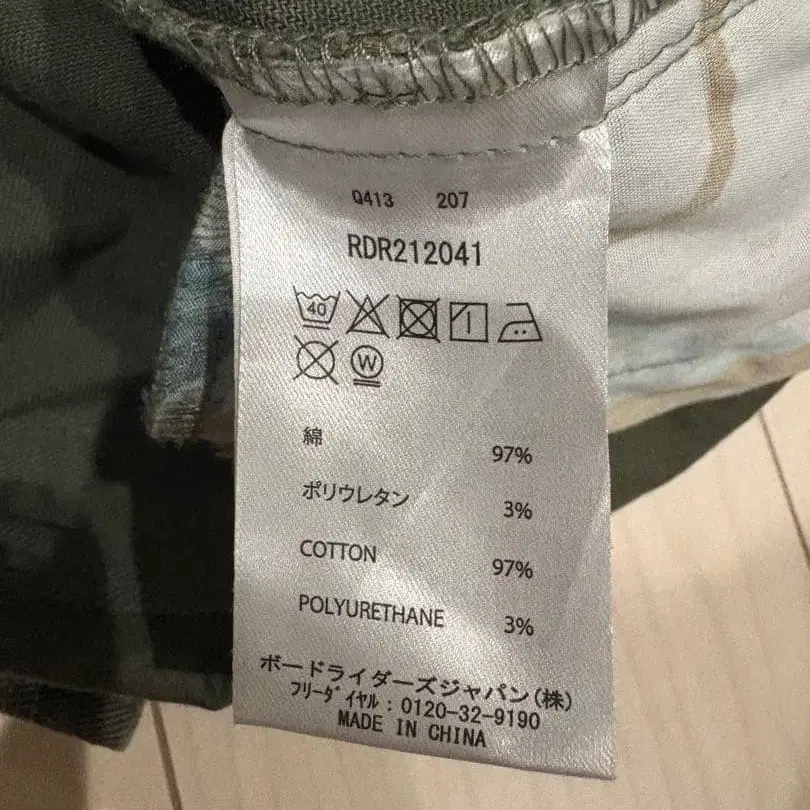 Q413 207
RDR212041
40
W
綿 97%
ポリウレタン 3%
COTTON 97%
POLYURETHANE 3%
ボードライダーズジャパン(株)
フリーダイヤル:0120-32-9190
MADE IN CHINA